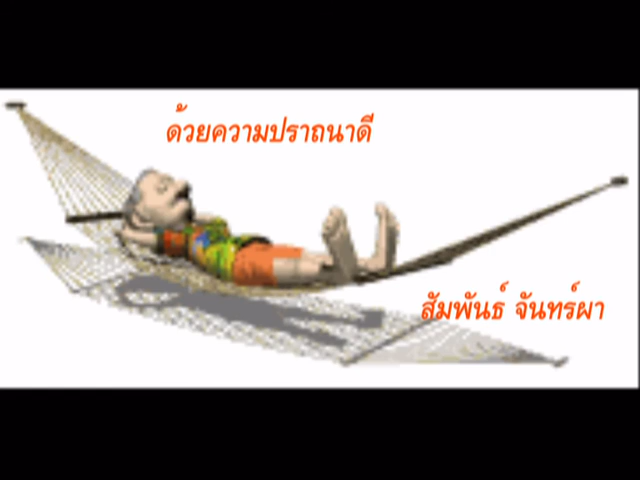 ด้วยความปราถนาดี
สัมพันธ์ จันทร์ผา